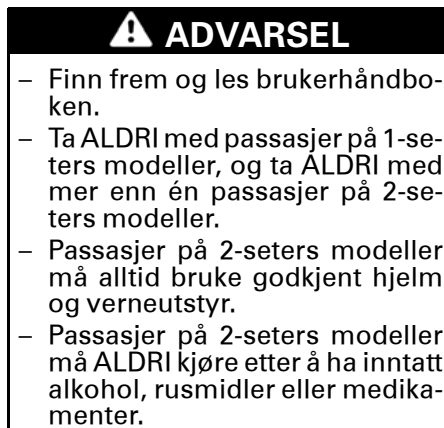 ADVARSEL
– Finn frem og les brukerhåndbo-
ken.
– Ta ALDRI med passasjer på 1-se-
ters modeller, og ta ALDRI med
mer enn én passasjer på 2-se-
ters modeller.
– Passasjer på 2-seters modeller
må alltid bruke godkjent hjelm
og verneutstyr.
– Passasjer på 2-seters modeller
må ALDRI kjøre etter å ha inntatt
alkohol, rusmidler eller medika-
menter.